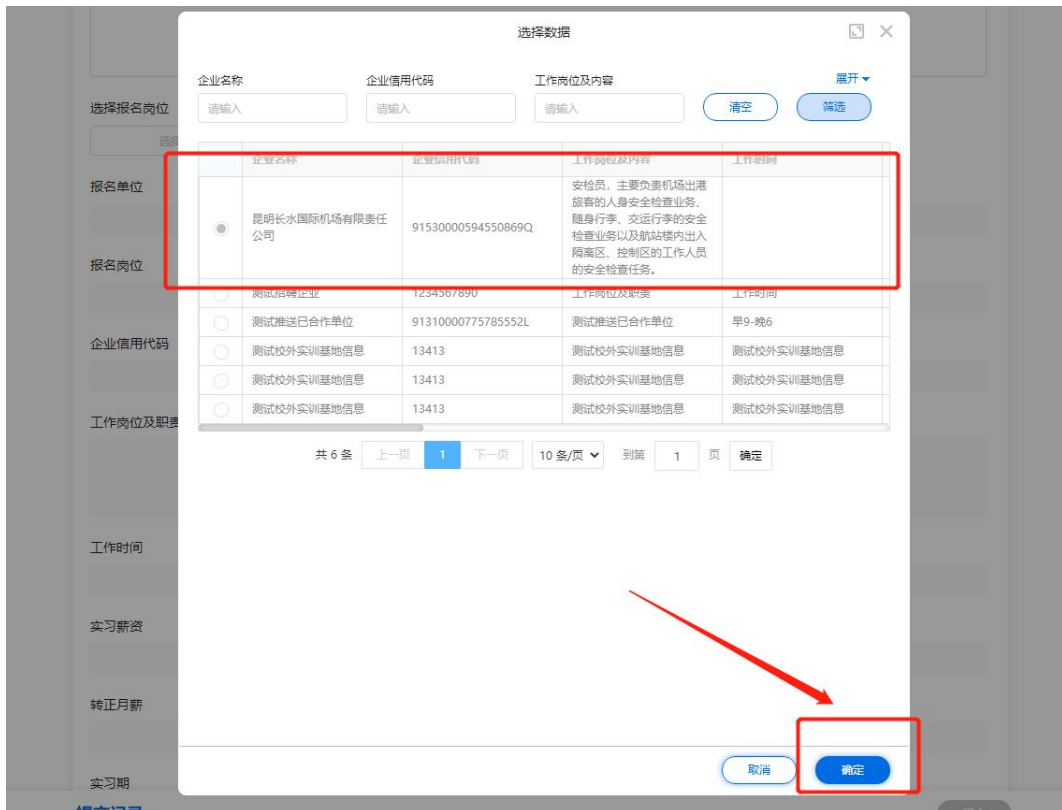 选择数据
企业名称 企业信用代码 工作岗位及内容 展开
请输入 请输入 请输入 清空 筛选
选择报名岗位
选择
企业名称 企业信用代码 工作岗位及内容 工作时间
报名单位
昆明长水国际机场有限责任
公司
91530000594550869Q
安检员,主要负责机场出港
旅客的人身安全检查业务、
随身行李、交运行李的安全
检查业务以及航站楼内出入
隔离区、控制区的工作人员
的安全检查任务。
报名岗位
测试招聘企业 1234567890 工作岗位及职责 工作时间
测试推送已合作单位 91310000775785552L 测试推送已合作单位 早9-晚6
企业信用代码
测试校外实训基地信息 13413 测试校外实训基地信息 测试校外实训基地信息
测试校外实训基地信息 13413 测试校外实训基地信息 测试校外实训基地信息
测试校外实训基地信息 13413 测试校外实训基地信息 测试校外实训基地信息
工作岗位及职责
共 6 条 上一页 1 下一页 10 条/页 到第 1 页 确定
工作时间
实习薪资
转正月薪
取消 确定
实习期